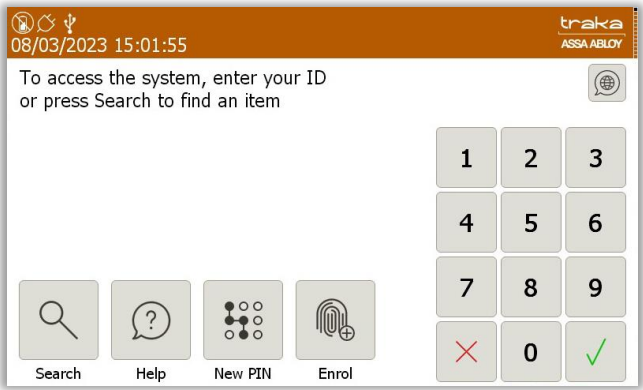 traka
08/03/2023 15:01:55
ASSA ABLOY
To access the system, enter your ID
or press Search to find an item
1 2 3
4 5 6
7 8 9
0
?
Search Help New PIN Enrol